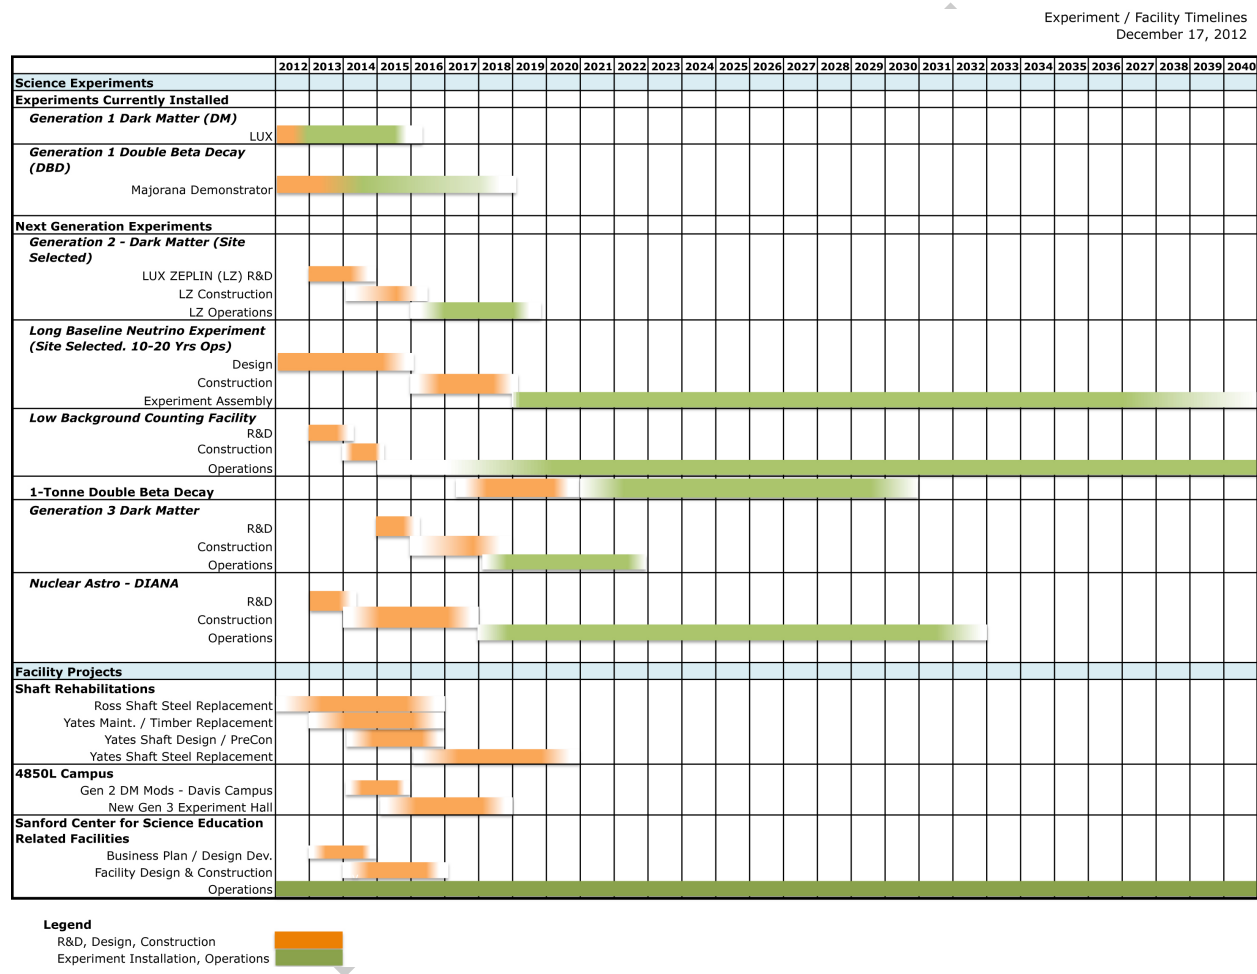 Experiment / Facility Timelines
December 17, 2012
2012 2013 2014 2015 2016 2017 2018 2019 2020 2021 2022 2023 2024 2025 2026 2027 2028 2029 2030 2031 2032 2033 2034 2035 2036 2027 2038 2039 2040
Science Experiments
Experiments Currently Installed
Generation 1 Dark Matter (DM)
LUX
Generation 1 Double Beta Decay
(DBD)
Majorana Demonstrator
Next Generation Experiments
Generation 2 - Dark Matter (Site
Selected)
LUX ZEPLIN (LZ) R&D
LZ Construction
LZ Operations
Long Baseline Neutrino Experiment
(Site Selected. 10-20 Yrs Ops)
Design
Construction
Experiment Assembly
Low Background Counting Facility
R&D
Construction
Operations
1-Tonne Double Beta Decay
Generation 3 Dark Matter
R&D
Construction
Operations
Nuclear Astro - DIANA
R&D
Construction
Operations
Facility Projects
Shaft Rehabilitations
Ross Shaft Steel Replacement
Yates Maint. / Timber Replacement
Yates Shaft Design / PreCon
Yates Shaft Steel Replacement
4850L Campus
Gen 2 DM Mods - Davis Campus
New Gen 3 Experiment Hall
Sanford Center for Science Education
Related Facilities
Business Plan / Design Dev.
Facility Design & Construction
Operations
Legend
R&D, Design, Construction
Experiment Installation, Operations